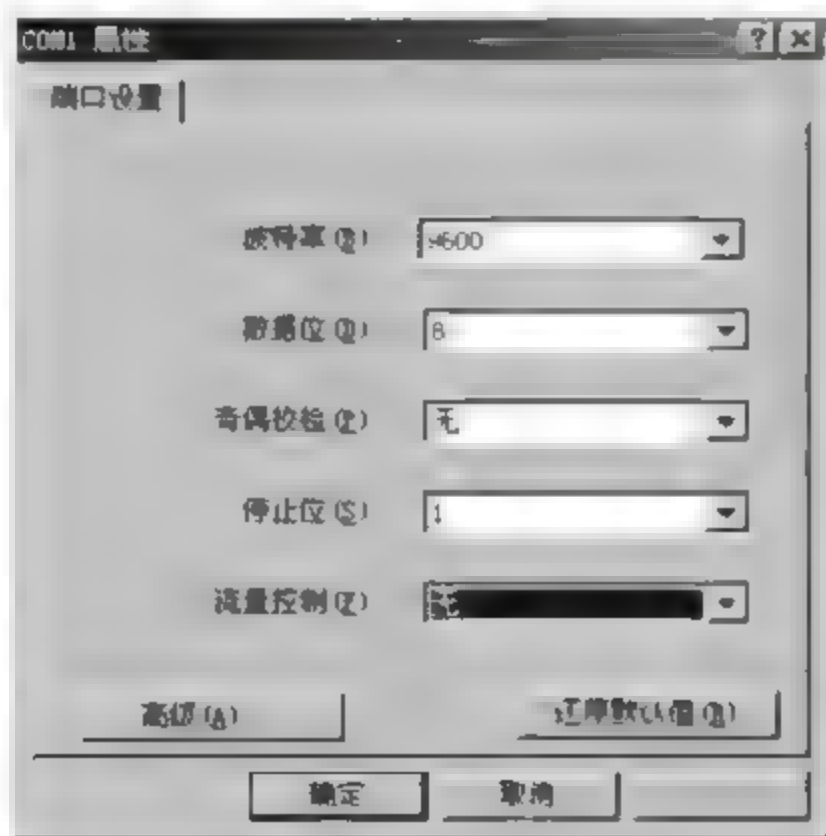 COM1 属性
端口设置
波特率(B) 9600
数据位(D) 8
奇偶校检(P) 无
停止位(S) 1
流量控制(F) 无
高级(A) 还原默认值(R)
确定 取消